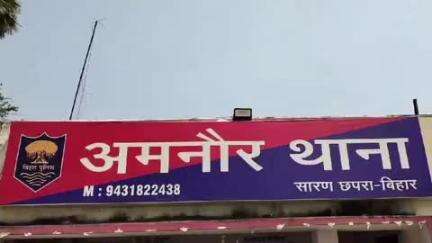 अमनौर थाना
M : 9431822438
सारण छपरा-बिहार
बिहार पुलिस